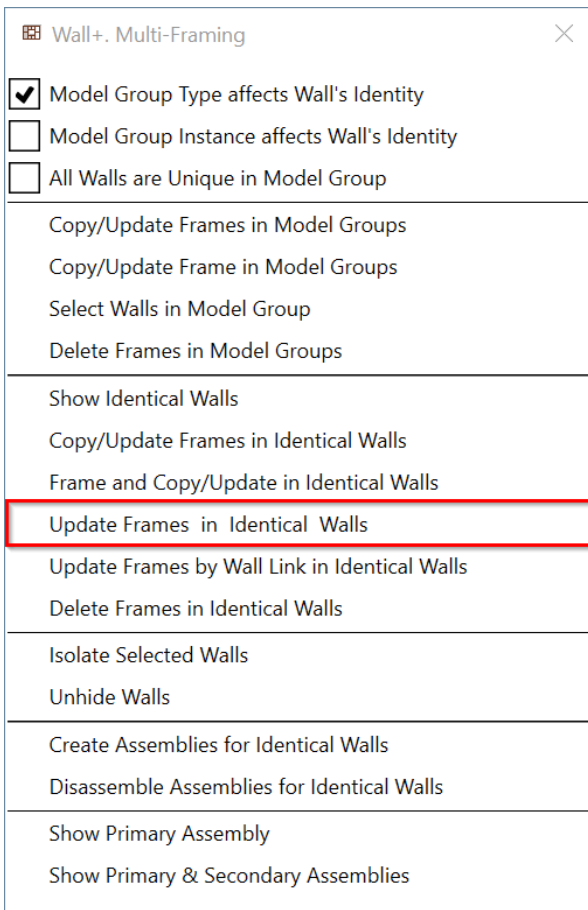 Wall+. Multi-Framing
Model Group Type affects Wall's Identity
Model Group Instance affects Wall's Identity
All Walls are Unique in Model Group
Copy/Update Frames in Model Groups
Copy/Update Frame in Model Groups
Select Walls in Model Group
Delete Frames in Model Groups
Show Identical Walls
Copy/Update Frames in Identical Walls
Frame and Copy/Update in Identical Walls
Update Frames in Identical Walls
Update Frames by Wall Link in Identical Walls
Delete Frames in Identical Walls
Isolate Selected Walls
Unhide Walls
Create Assemblies for Identical Walls
Disassemble Assemblies for Identical Walls
Show Primary Assembly
Show Primary & Secondary Assemblies